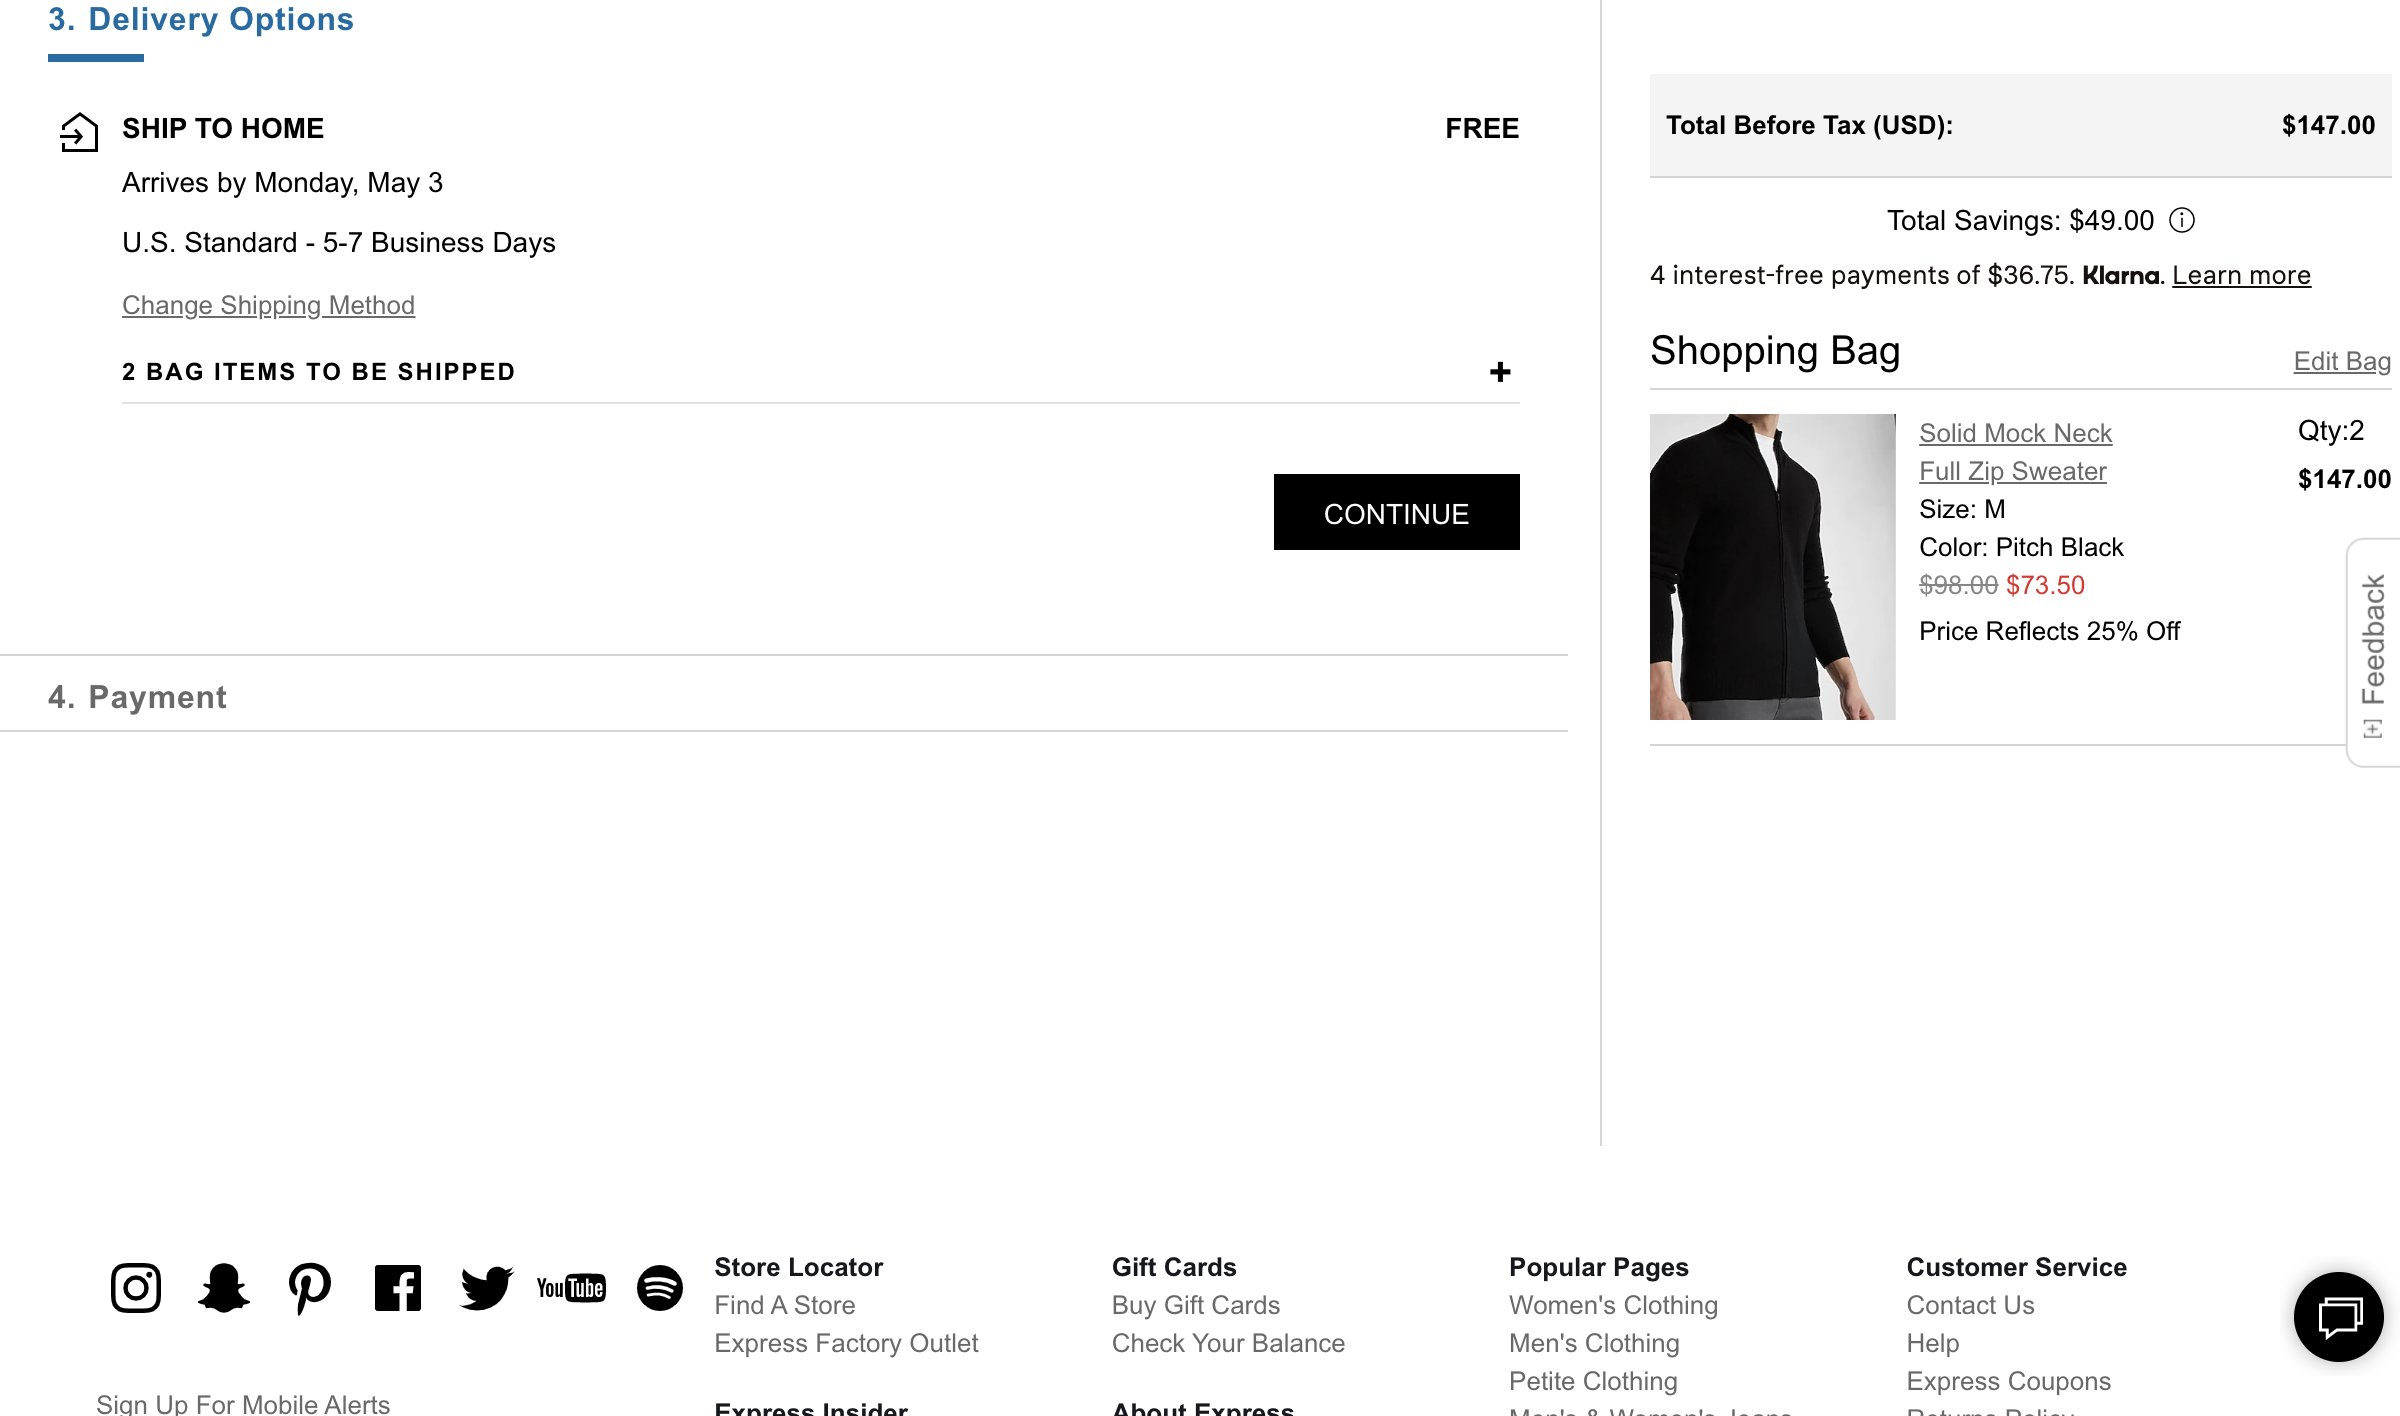 3. Delivery Options
SHIP TO HOME
FREE
Arrives by Monday, May 3
U.S. Standard - 5-7 Business Days
Change Shipping Method
2 BAG ITEMS TO BE SHIPPED
+
CONTINUE
4. Payment
Total Before Tax (USD):
$147.00
Total Savings: $49.00
4 interest-free payments of $36.75. Klarna. Learn more
Shopping Bag
Edit Bag
Solid Mock Neck
Full Zip Sweater
Size: M
Color: Pitch Black
$98.00 $73.50
Price Reflects 25% Off
Qty:2
$147.00
[+] Feedback
YouTube
Sign Up For Mobile Alerts
Store Locator
Find A Store
Express Factory Outlet
Express Insider
Gift Cards
Buy Gift Cards
Check Your Balance
About Express
Popular Pages
Women's Clothing
Men's Clothing
Petite Clothing
Men's & Women's Jeans
Customer Service
Contact Us
Help
Express Coupons
Returns Policy